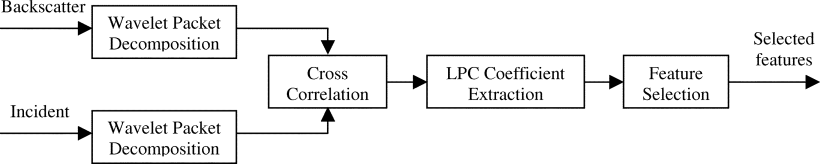 Backscatter
Wavelet Packet
Decomposition
Incident
Wavelet Packet
Decomposition
Cross
Correlation
LPC Coefficient
Extraction
Feature
Selection
Selected
features